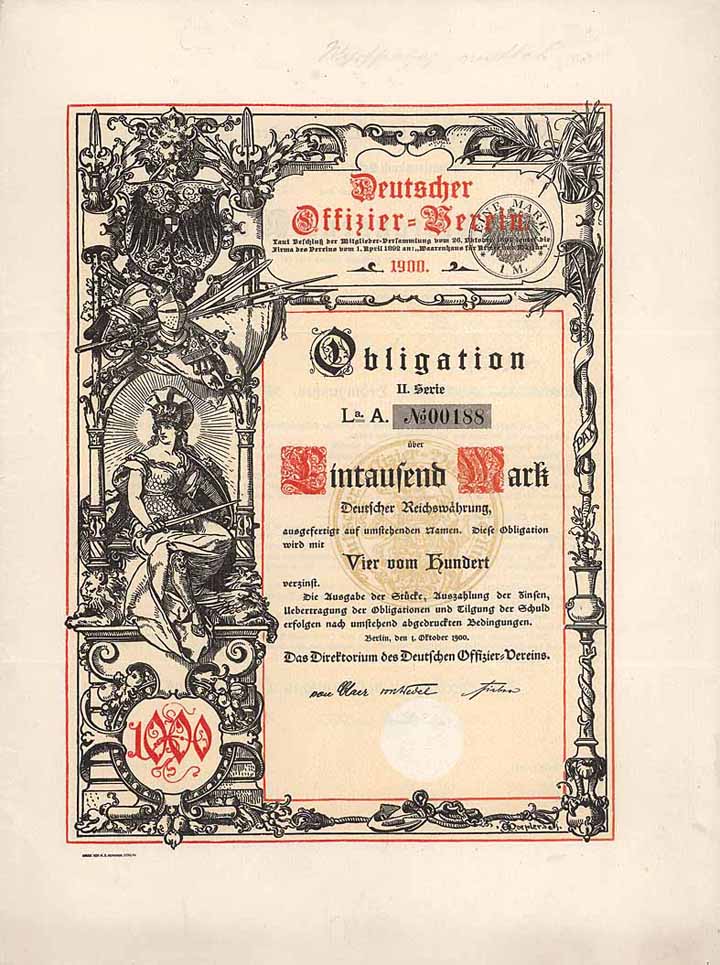 Deutscher
Offizier-Verein.
Laut Beschluß der Mitglieder-Versammlung vom 26. Oktober 1891 lautet die
Firma des Vereins vom 1. April 1892 an: „Waarenhaus für Armee und Marine“
1900.
EINE MARK
1 M.
Obligation
II. Serie
La. A. No 00188
über
Eintausend Mark
Deutscher Reichswährung,
ausgefertigt auf umstehenden Namen. Diese Obligation
wird mit
Vier vom Hundert
verzinst.
Die Ausgabe der Stücke, Auszahlung der Zinsen,
Uebertragung der Obligationen und Tilgung der Schuld
erfolgen nach umstehend abgedruckten Bedingungen.
Berlin, den 1. Oktober 1900.
Das Direktorium des Deutschen Offizier-Vereins.
PAX
1000